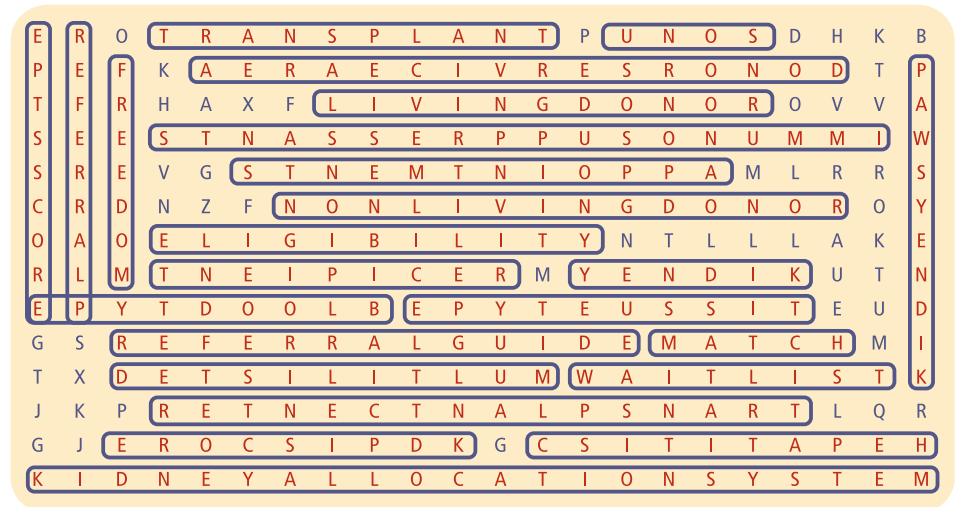 E R O T R A N S P L A N T P U N O S D H K B
P E F K A E R A E C I V R E S R O N O D T P
T F R H A X F L I V I N G D O N O R O V V A
S E E S T N A S S E R P P U S O N U M M I W
S R E V G S T N E M T N I O P P A M L R R S
C R D N Z F N O N L I V I N G D O N O R O Y
O A O E L I G I B I L I T Y N T L L L A K E
R L M T N E I P I C E R M Y E N D I K U T N
E P Y T D O O L B E P Y T E U S S I T E U D
G S R E F E R R A L G U I D E M A T C H M I
T X D E T S I L I T L U M W A I T L I S T K
J K P R E T N E C T N A L P S N A R T L Q R
G J E R O C S I P D K G C S I T I T A P E H
K I D N E Y A L L O C A T I O N S Y S T E M